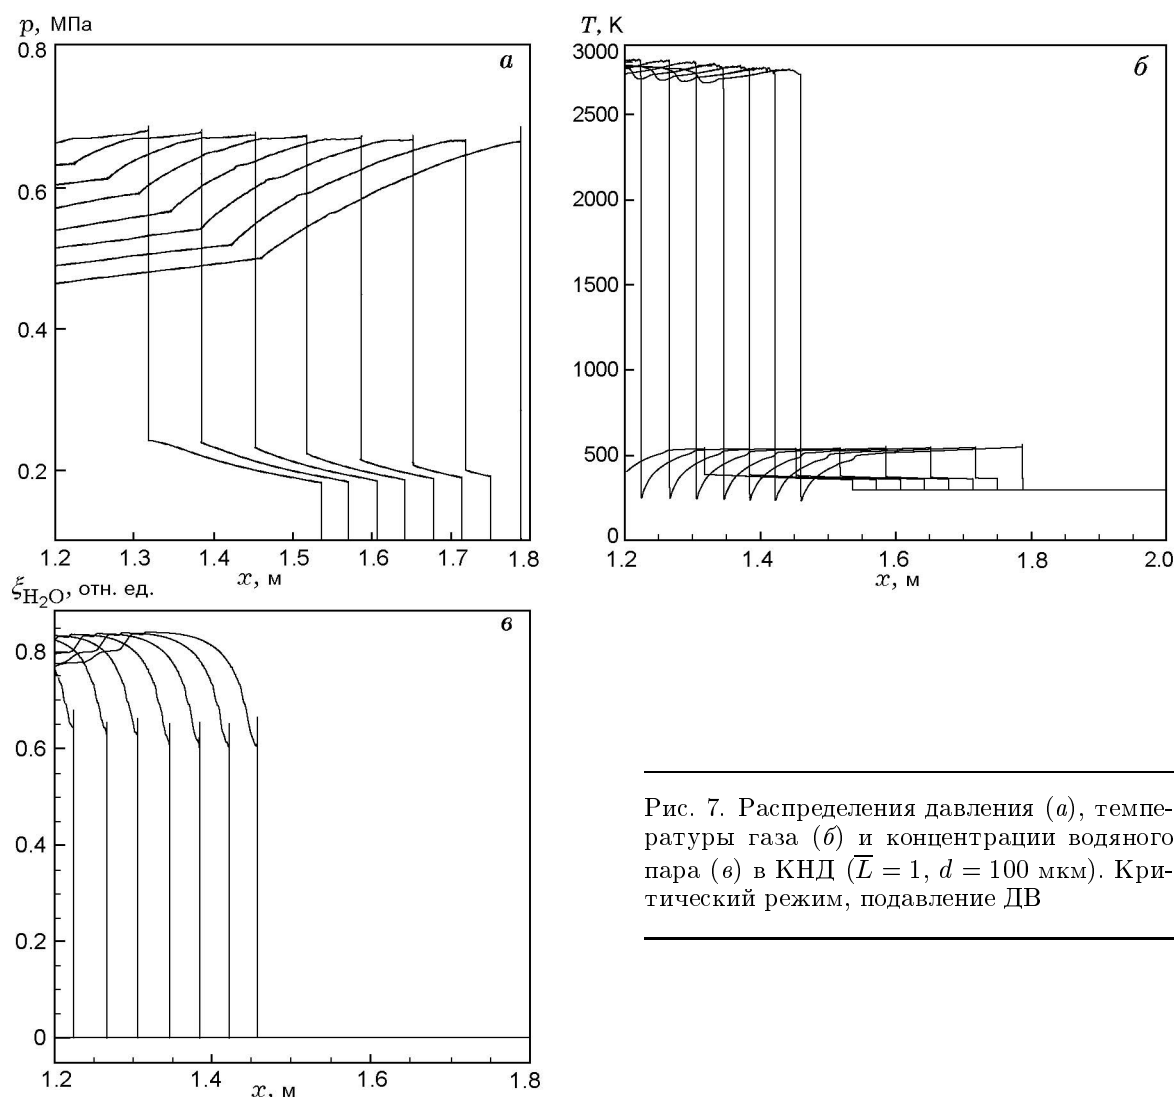 p, МПа
0.8
а
0.6
0.4
0.2
1.2 1.3 1.4 1.5 1.6 1.7 1.8
x, м
T, K
3000
б
2500
2000
1500
1000
500
0
1.2 1.4 1.6 1.8 2.0
x, м
ξH₂O, отн. ед.
в
0.8
0.6
0.4
0.2
0
1.2 1.4 1.6 1.8
x, м
Рис. 7. Распределения давления (а), темпе-
ратуры газа (б) и концентрации водяного
пара (в) в КНД (L̅ = 1, d = 100 мкм). Кри-
тический режим, подавление ДВ